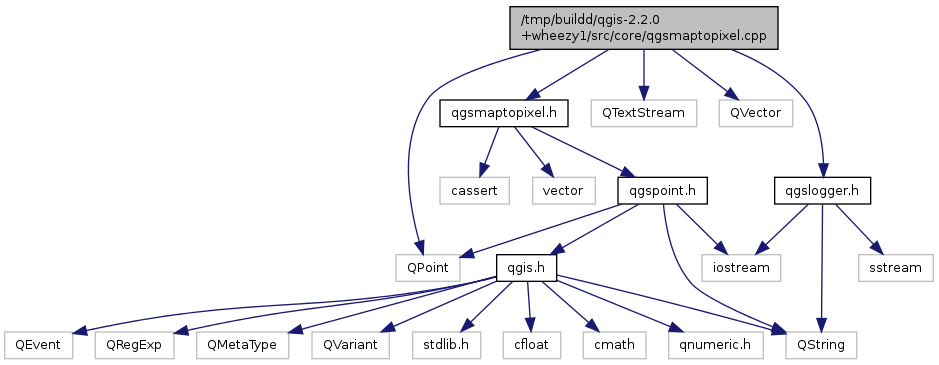 /tmp/buildd/qgis-2.2.0
+wheezy1/src/core/qgsmaptopixel.cpp
qgsmaptopixel.h
QTextStream
QVector
cassert
vector
qgspoint.h
qgslogger.h
QPoint
qgis.h
iostream
sstream
QEvent
QRegExp
QMetaType
QVariant
stdlib.h
cfloat
cmath
qnumeric.h
QString